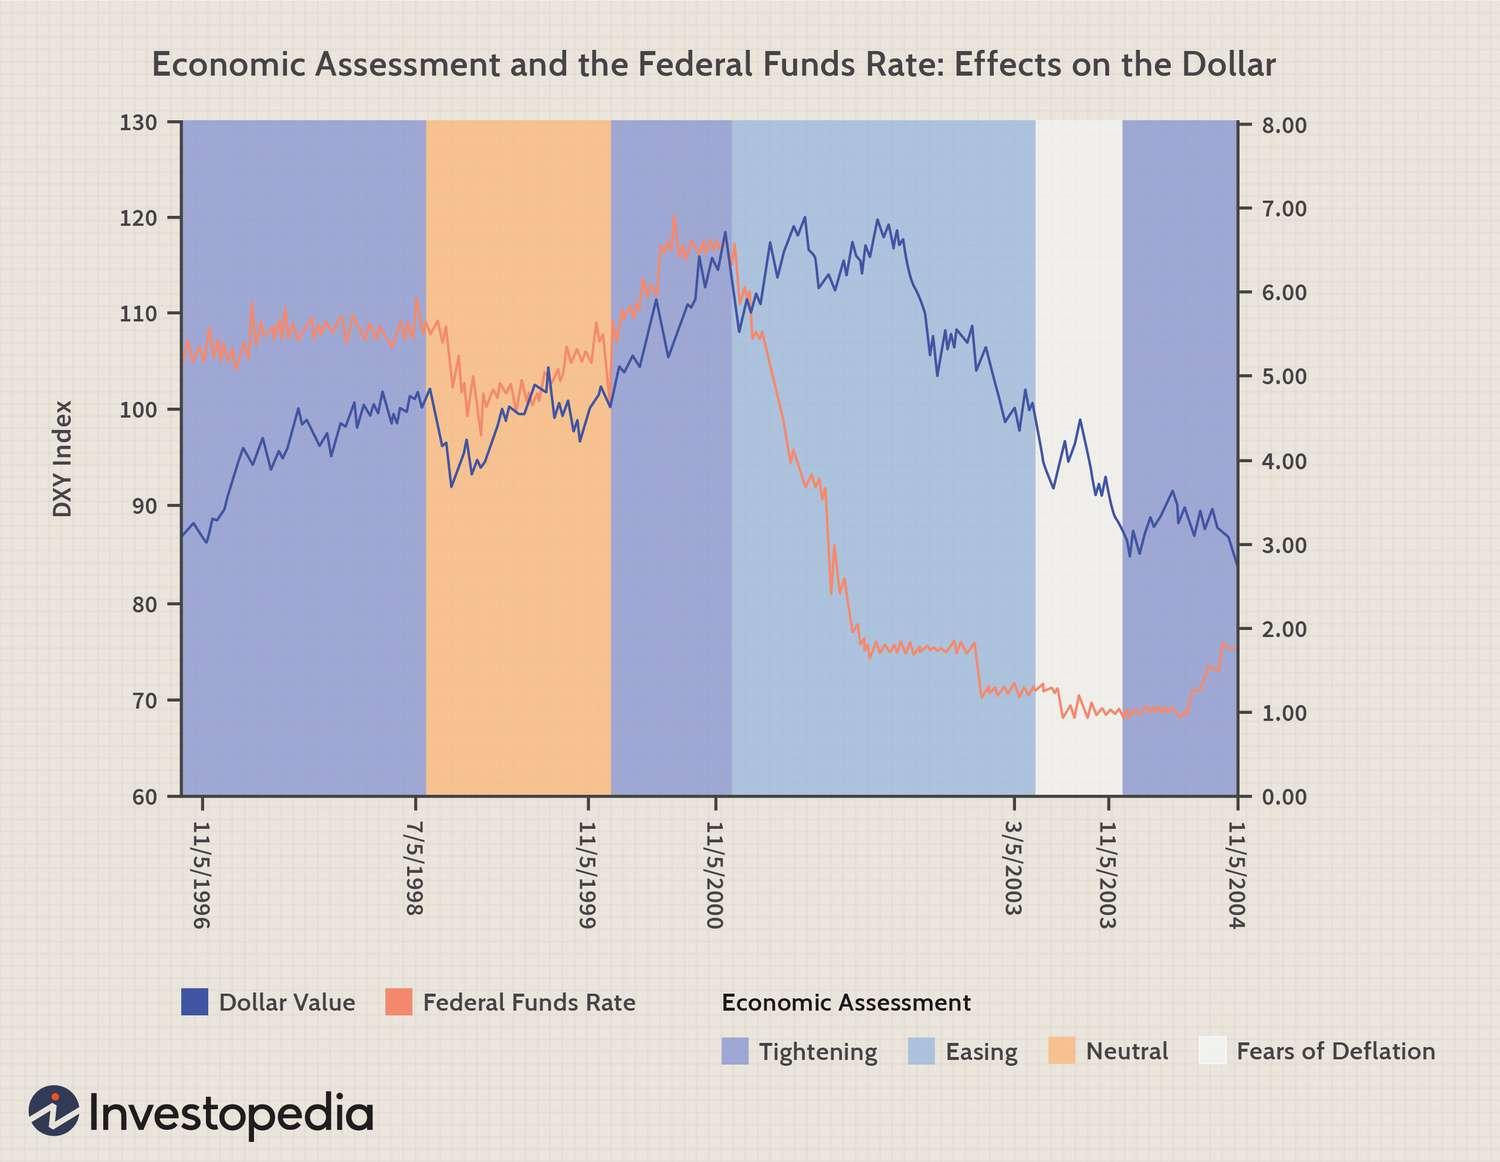 Economic Assessment and the Federal Funds Rate: Effects on the Dollar
130
120
110
100
90
80
70
60
DXY Index
8.00
7.00
6.00
5.00
4.00
3.00
2.00
1.00
0.00
11/5/1996
7/5/1998
11/5/1999
11/5/2000
3/5/2003
11/5/2003
11/5/2004
Dollar Value
Federal Funds Rate
Economic Assessment
Tightening
Easing
Neutral
Fears of Deflation
Investopedia